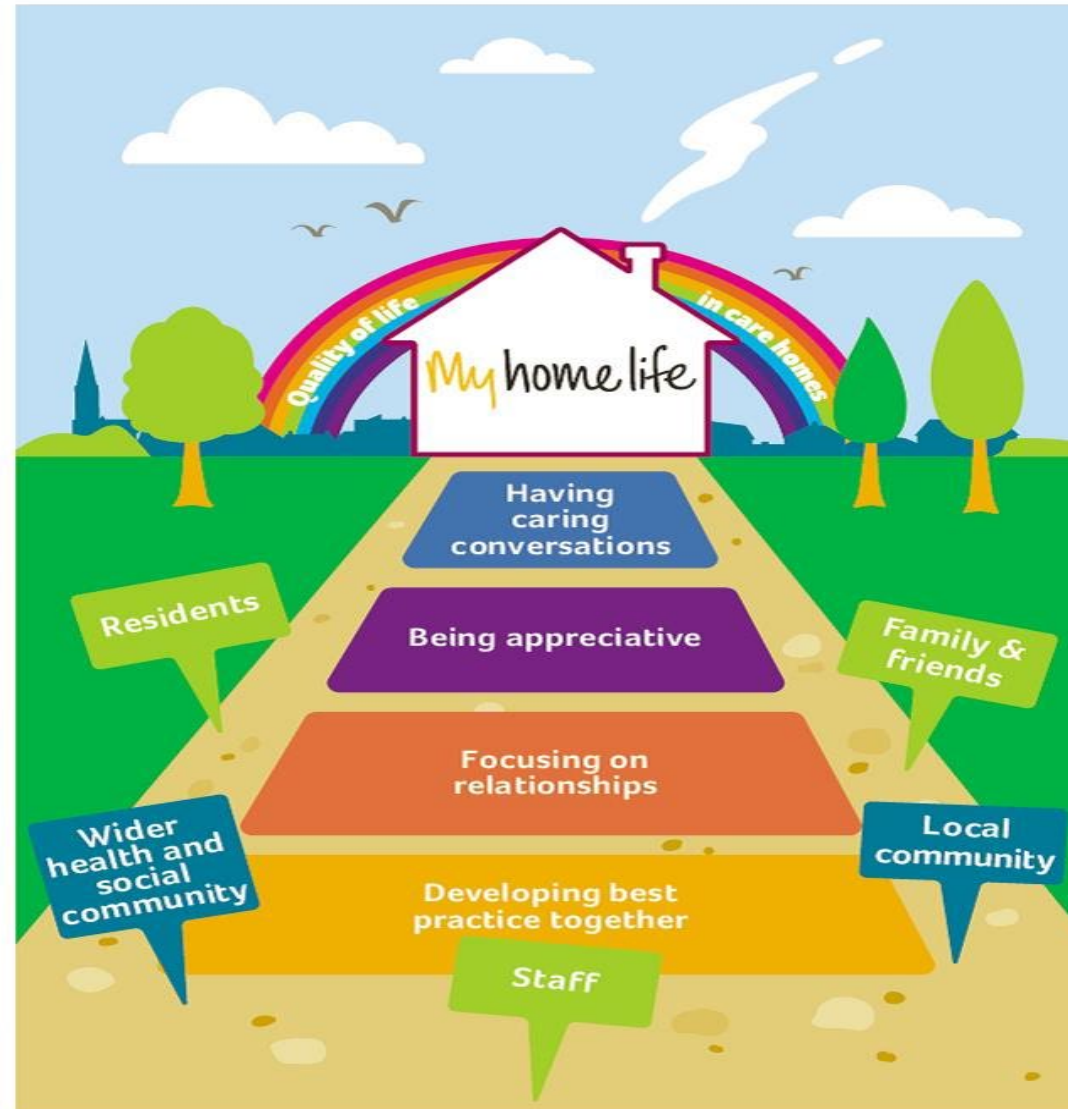 Quality of life
in care homes
My home life
Having
caring
conversations
Residents
Being appreciative
Family &
friends
Focusing on
relationships
Wider
health and
social
community
Local
community
Developing best
practice together
Staff